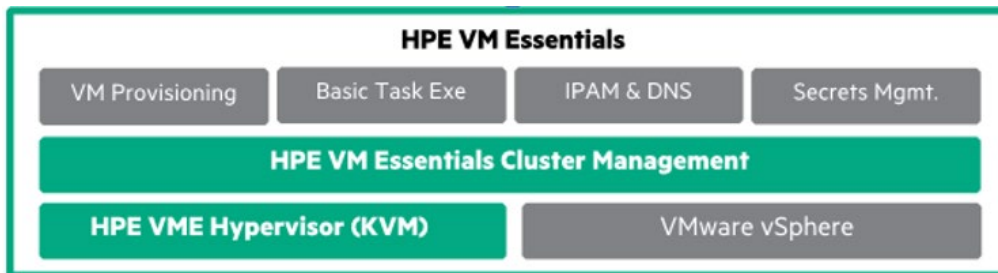 HPE VM Essentials
VM Provisioning
Basic Task Exe
IPAM & DNS
Secrets Mgmt.
HPE VM Essentials Cluster Management
HPE VME Hypervisor (KVM)
VMware vSphere